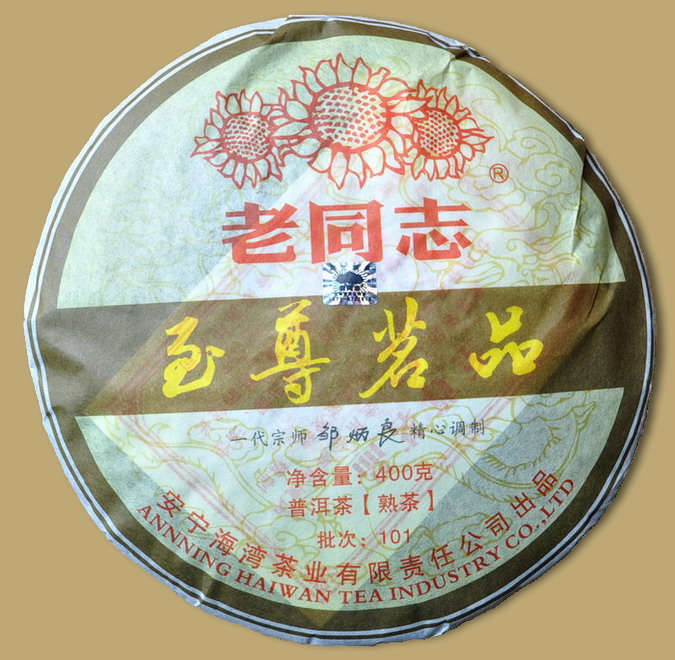 ®
老同志
至尊茗品
一代宗师 邹炳良 精心调制
净含量：400克
普洱茶【熟茶】
批次：101
安宁海湾茶业有限责任公司出品
ANNNING HAIWAN TEA INDUSTRY CO.,LTD